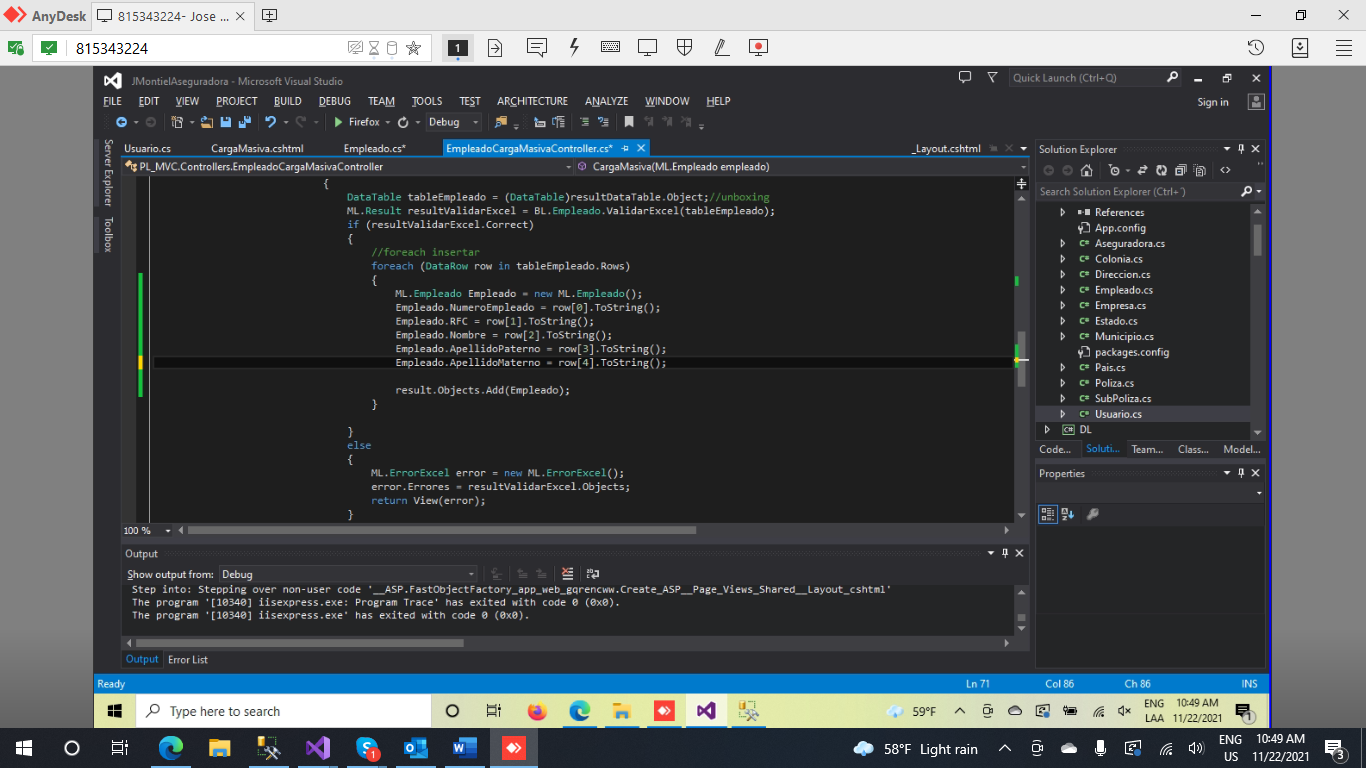 AnyDesk
815343224- Jose ...
815343224
1
JMontielAseguradora - Microsoft Visual Studio
Quick Launch (Ctrl+Q)
FILE EDIT VIEW PROJECT BUILD DEBUG TEAM TOOLS TEST ARCHITECTURE ANALYZE WINDOW HELP
Sign in
Firefox
Debug
Server Explorer
Toolbox
Usuario.cs CargaMasiva.cshtml Empleado.cs* EmpleadoCargaMasivaController.cs* _Layout.cshtml
PL_MVC.Controllers.EmpleadoCargaMasivaController
CargaMasiva(ML.Empleado empleado)
{
DataTable tableEmpleado = (DataTable)resultDataTable.Object;//unboxing
ML.Result resultValidarExcel = BL.Empleado.ValidarExcel(tableEmpleado);
if (resultValidarExcel.Correct)
{
//foreach insertar
foreach (DataRow row in tableEmpleado.Rows)
{
ML.Empleado Empleado = new ML.Empleado();
Empleado.NumeroEmpleado = row[0].ToString();
Empleado.RFC = row[1].ToString();
Empleado.Nombre = row[2].ToString();
Empleado.ApellidoPaterno = row[3].ToString();
Empleado.ApellidoMaterno = row[4].ToString();
result.Objects.Add(Empleado);
}
}
else
{
ML.ErrorExcel error = new ML.ErrorExcel();
error.Errores = resultValidarExcel.Objects;
return View(error);
}
100 %
Output
Show output from: Debug
Step into: Stepping over non-user code '__ASP.FastObjectFactory_app_web_gqrencww.Create_ASP__Page_Views_Shared__Layout_cshtml'
The program '[10340] iisexpress.exe: Program Trace' has exited with code 0 (0x0).
The program '[10340] iisexpress.exe' has exited with code 0 (0x0).
Output Error List
Solution Explorer
Search Solution Explorer (Ctrl+´)
References
App.config
Aseguradora.cs
Colonia.cs
Direccion.cs
Empleado.cs
Empresa.cs
Estado.cs
Municipio.cs
packages.config
Pais.cs
Poliza.cs
SubPoliza.cs
Usuario.cs
DL
Code... Soluti... Team... Class... Model...
Properties
Ready
Ln 71 Col 86 Ch 86 INS
Type here to search
59°F
ENG
LAA
10:49 AM
11/22/2021
1
1
58°F Light rain
ENG
US
10:49 AM
11/22/2021
3